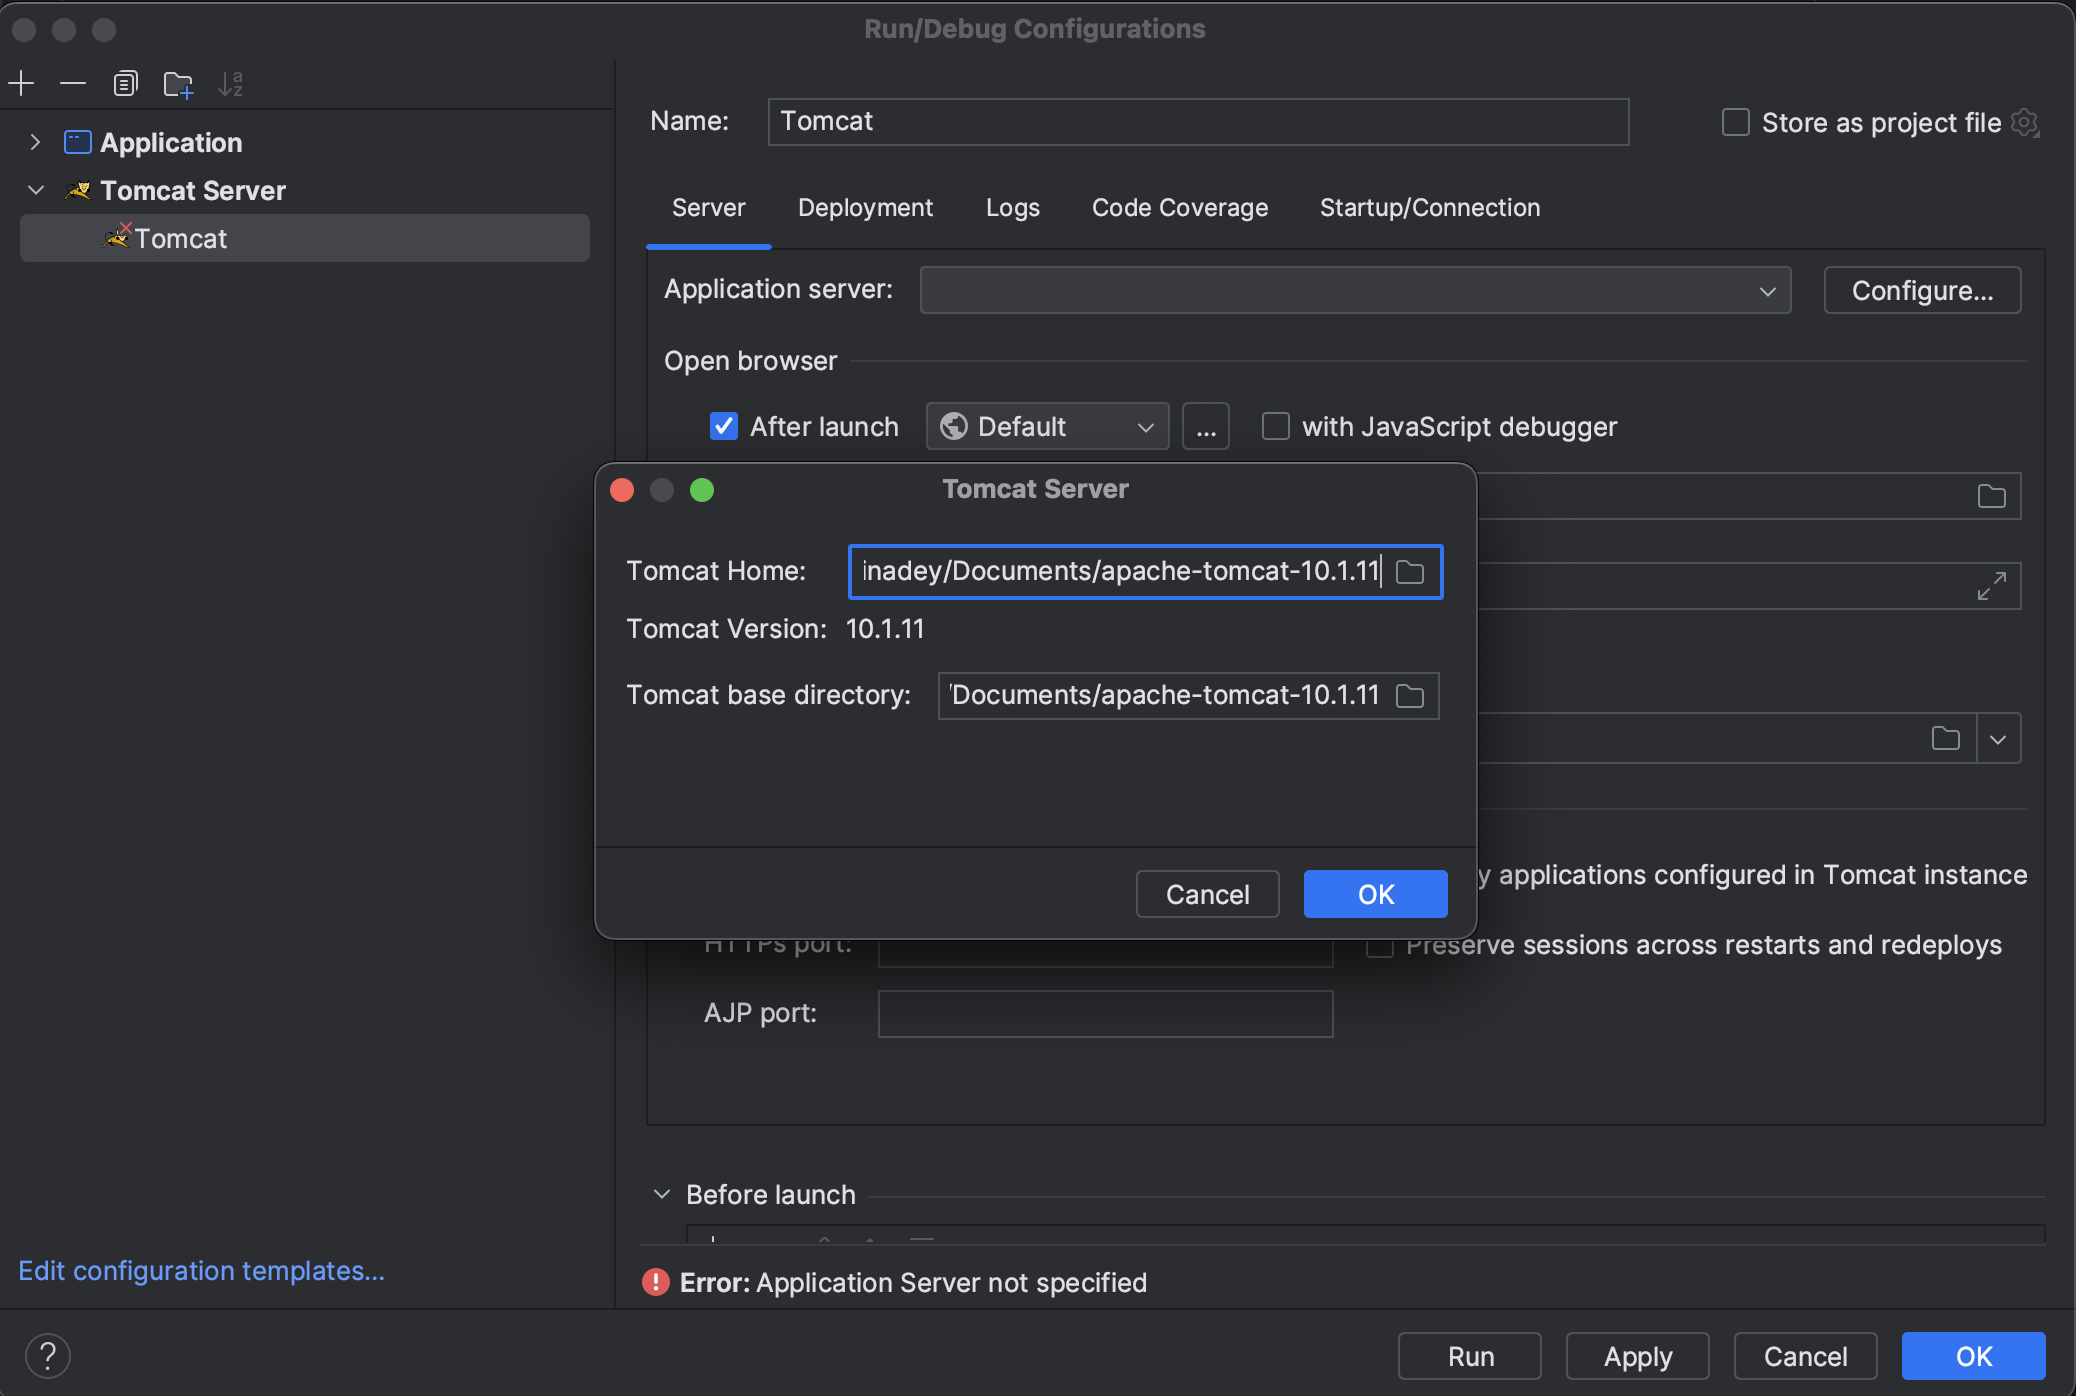 Run/Debug Configurations
Application
Tomcat Server
Tomcat
Edit configuration templates...
Name: Tomcat
Store as project file
Server Deployment Logs Code Coverage Startup/Connection
Application server: Configure...
Open browser
After launch Default ... with JavaScript debugger
Tomcat Server
Tomcat Home: inadey/Documents/apache-tomcat-10.1.11
Tomcat Version: 10.1.11
Tomcat base directory: /Documents/apache-tomcat-10.1.11
Cancel OK
y applications configured in Tomcat instance
HTTPs port: Preserve sessions across restarts and redeploys
AJP port:
Before launch
Error: Application Server not specified
? Run Apply Cancel OK